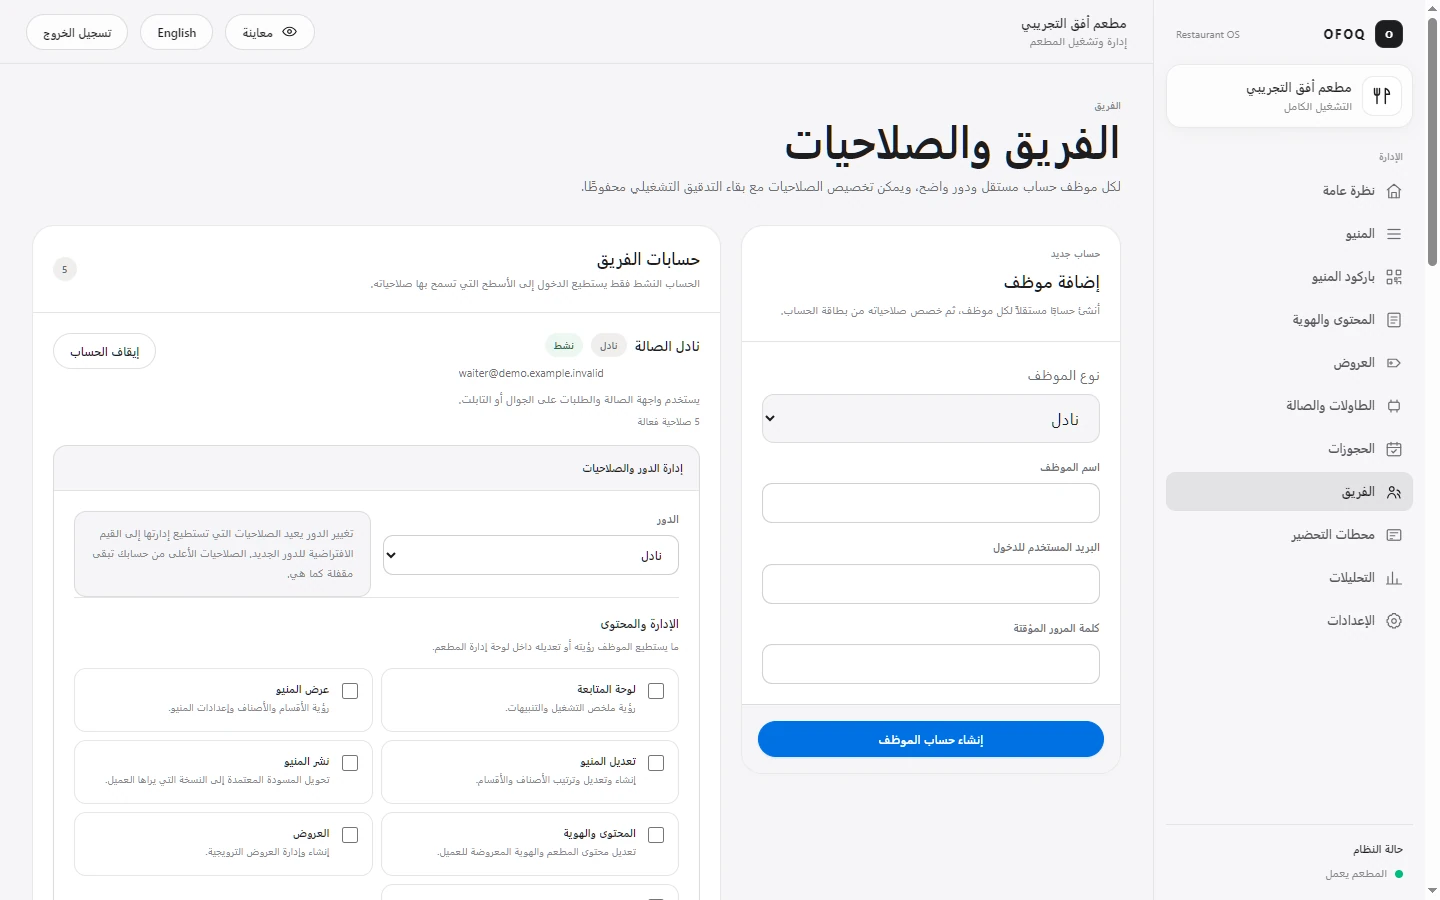 OFOQ
Restaurant OS
مطعم أفق التجريبي
التشغيل الكامل
الإدارة
نظرة عامة
المنيو
باركود المنيو
المحتوى والهوية
العروض
الطاولات والصالة
الحجوزات
الفريق
محطات التحضير
التحليلات
الإعدادات
حالة النظام
المطعم يعمل
مطعم أفق التجريبي
إدارة وتشغيل المطعم
معاينة
English
تسجيل الخروج
الفريق
الفريق والصلاحيات
لكل موظف حساب مستقل ودور واضح، ويمكن تخصيص الصلاحيات مع بقاء التدقيق التشغيلي محفوظًا.
حساب جديد
إضافة موظف
أنشئ حسابًا مستقلاً لكل موظف، ثم خصص صلاحياته من بطاقة الحساب.
نوع الموظف
نادل
اسم الموظف
البريد المستخدم للدخول
كلمة المرور المؤقتة
إنشاء حساب الموظف
حسابات الفريق
5
الحساب النشط فقط يستطيع الدخول إلى الأسطح التي تسمح بها صلاحياته.
نادل الصالة
نادل
نشط
إيقاف الحساب
waiter@demo.example.invalid
يستخدم واجهة الصالة والطلبات على الجوال أو التابلت.
5 صلاحية فعالة
إدارة الدور والصلاحيات
الدور
نادل
تغيير الدور يعيد الصلاحيات التي تستطيع إدارتها إلى القيم
الافتراضية للدور الجديد. الصلاحيات الأعلى من حسابك تبقى
مقفلة كما هي.
الإدارة والمحتوى
ما يستطيع الموظف رؤيته أو تعديله داخل لوحة إدارة المطعم.
لوحة المتابعة
رؤية ملخص التشغيل والتنبيهات.
عرض المنيو
رؤية الأقسام والأصناف وإعدادات المنيو.
تعديل المنيو
إنشاء وتعديل وترتيب الأصناف والأقسام.
نشر المنيو
تحويل المسودة المعتمدة إلى النسخة التي يراها العميل.
المحتوى والهوية
تعديل محتوى المطعم والهوية المعروضة للعميل.
العروض
إنشاء وإدارة العروض الترويجية.